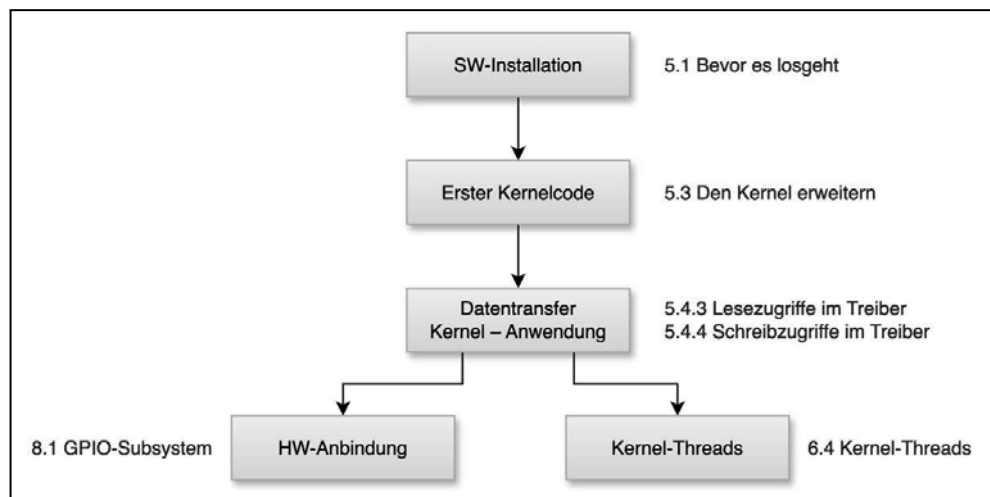 SW-Installation
5.1 Bevor es losgeht
Erster Kernelcode
5.3 Den Kernel erweitern
Datentransfer
Kernel – Anwendung
5.4.3 Lesezugriffe im Treiber
5.4.4 Schreibzugriffe im Treiber
8.1 GPIO-Subsystem
HW-Anbindung
Kernel-Threads
6.4 Kernel-Threads